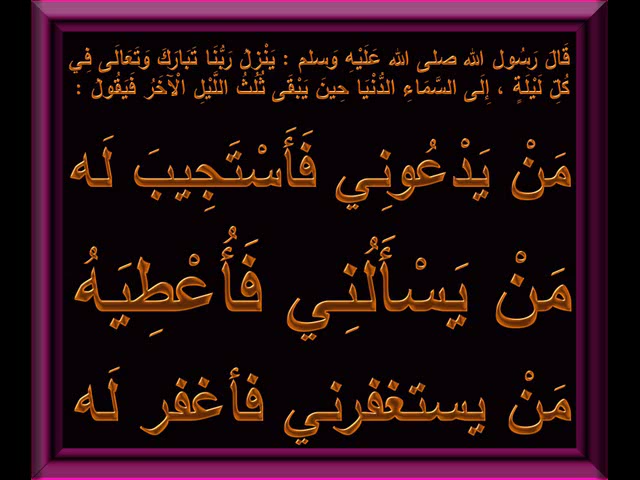 قَالَ رَسُول الله صلى الله عَلَيْهِ وَسلم : يَنْزِلُ رَبُّنَا تَبَارَكَ وَتَعَالَى فِي
كُلِّ لَيْلَةٍ ، إِلَى السَّمَاءِ الدُّنْيَا حِينَ يَبْقَى ثُلُثُ اللَّيْلِ الْآخَرُ فَيَقُولُ :
مَنْ يَدْعُونِي فَأَسْتَجِيبَ لَه
مَنْ يَسْأَلُنِي فَأُعْطِيَهُ
مَنْ يستغفرني فأغفر لَه